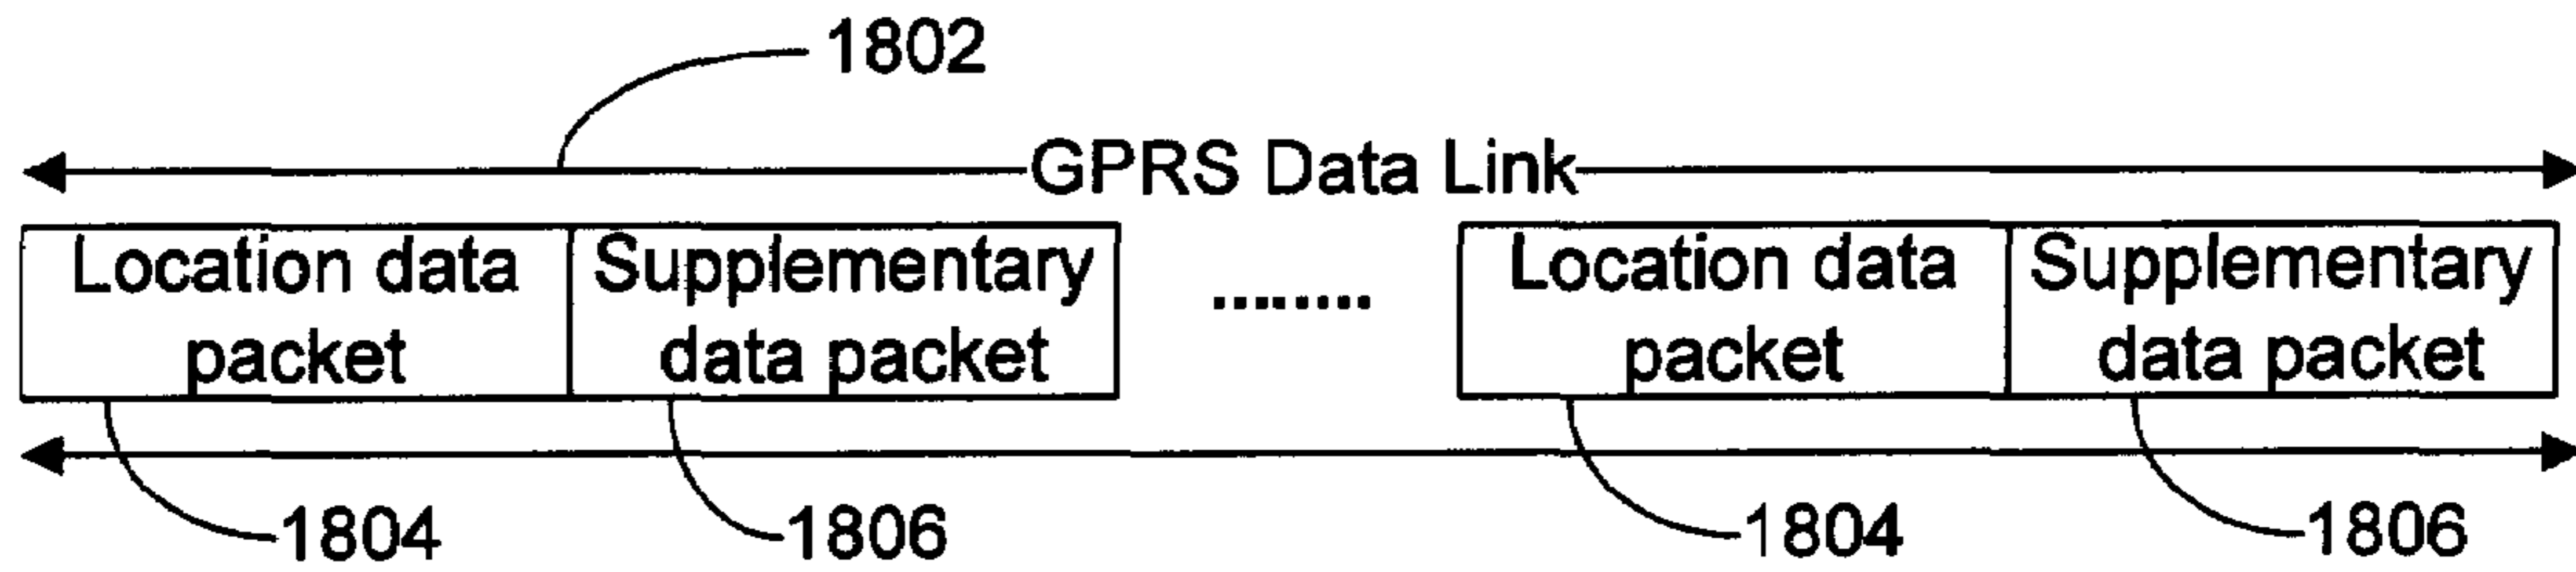 1802
GPRS Data Link
Location data
packet
Supplementary
data packet
........
Location data
packet
Supplementary
data packet
1804
1806
1804
1806